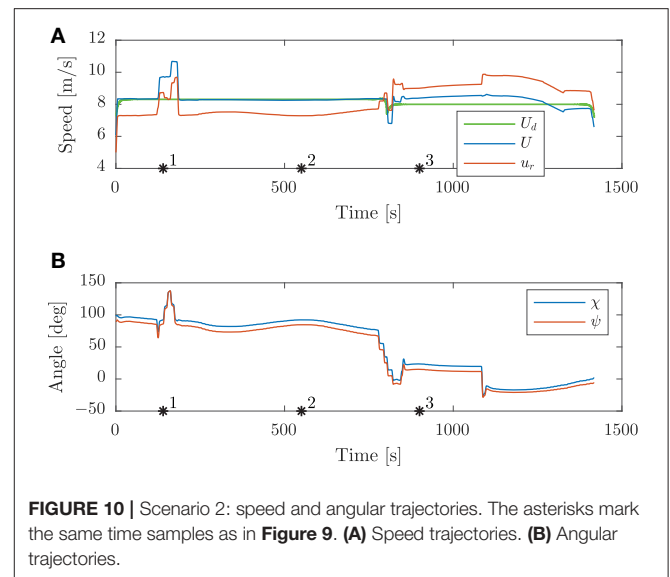 A
12
10
8
6
4
Speed [m/s]
U_d
U
u_r
1
2
3
0
500
1000
1500
Time [s]
B
150
100
50
0
−50
Angle [deg]
χ
ψ
1
2
3
0
500
1000
1500
Time [s]
FIGURE 10 | Scenario 2: speed and angular trajectories. The asterisks mark
the same time samples as in Figure 9. (A) Speed trajectories. (B) Angular
trajectories.